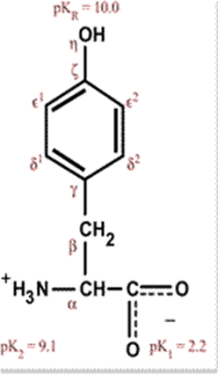 pK_R = 10.0
OH
η
ζ
ε¹ ε²
δ¹ δ²
γ
β CH₂
+
H₃N CH C O
α
−
O
pK₂ = 9.1 pK₁ = 2.2